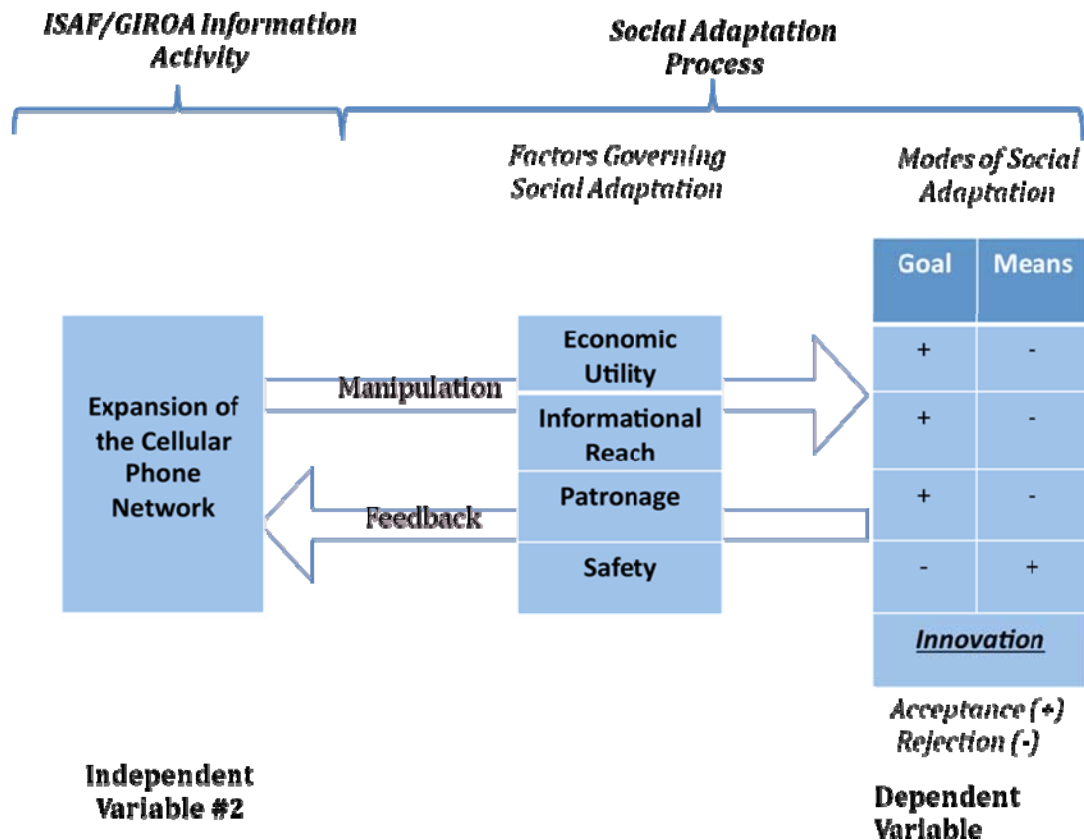 ISAF/GIROA Information
Activity
Social Adaptation
Process
Factors Governing
Social Adaptation
Modes of Social
Adaptation
Goal Means
Expansion of
the Cellular
Phone
Network
Manipulation
Feedback
Economic
Utility
Informational
Reach
Patronage
Safety
+ -
+ -
+ -
- +
Innovation
Acceptance (+)
Rejection (-)
Independent
Variable #2
Dependent
Variable